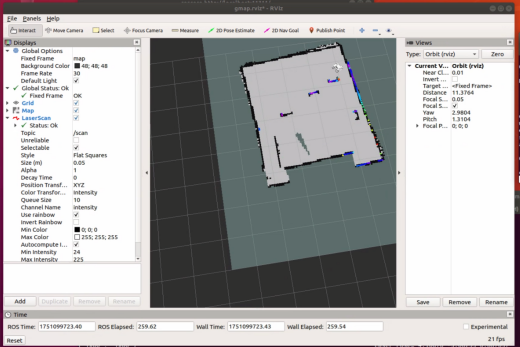 gmap.rviz* - RViz
File Panels Help
Interact Move Camera Select Focus Camera Measure 2D Pose Estimate 2D Nav Goal Publish Point
Displays
Global Options
Fixed Frame map
Background Color 48; 48; 48
Frame Rate 30
Default Light
Global Status: Ok
Fixed Frame OK
Grid
Map
LaserScan
Status: Ok
Topic /scan
Unreliable
Selectable
Style Flat Squares
Size (m) 0.05
Alpha 1
Decay Time 0
Position Transf... XYZ
Color Transfor... Intensity
Queue Size 10
Channel Name intensity
Use rainbow
Invert Rainbow
Min Color 0; 0; 0
Max Color 255; 255; 255
Autocompute I...
Min Intensity 24
Max Intensity 225
Add Duplicate Remove Rename
Views
Type: Orbit (rviz) Zero
Current V... Orbit (rviz)
Near Cl... 0.01
Invert ...
Target ... <Fixed Frame>
Distance 11.3764
Focal S... 0.05
Focal S...
Yaw 2.9804
Pitch 1.3104
Focal P... 0; 0; 0
Save Remove Rename
Time
ROS Time: 1751099723.40 ROS Elapsed: 259.62 Wall Time: 1751099723.43 Wall Elapsed: 259.54 Experimental
Reset 21 fps